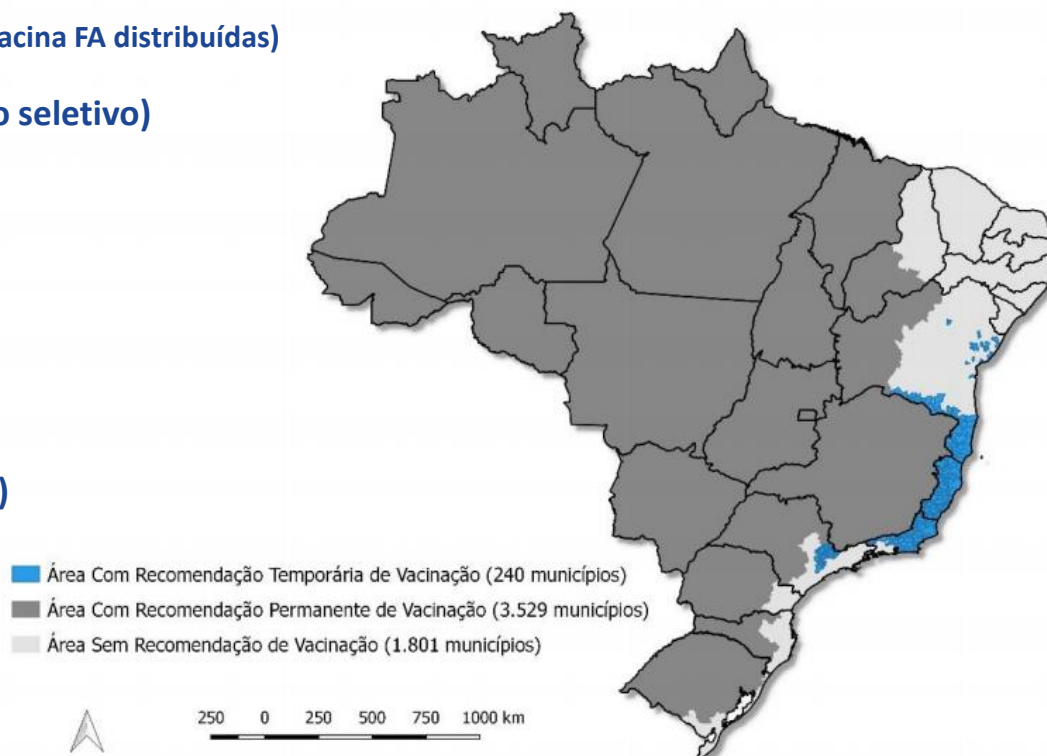 acina FA distribuídas)
o seletivo)
)
Área Com Recomendação Temporária de Vacinação (240 municípios)
Área Com Recomendação Permanente de Vacinação (3.529 municípios)
Área Sem Recomendação de Vacinação (1.801 municípios)
250 0 250 500 750 1000 km